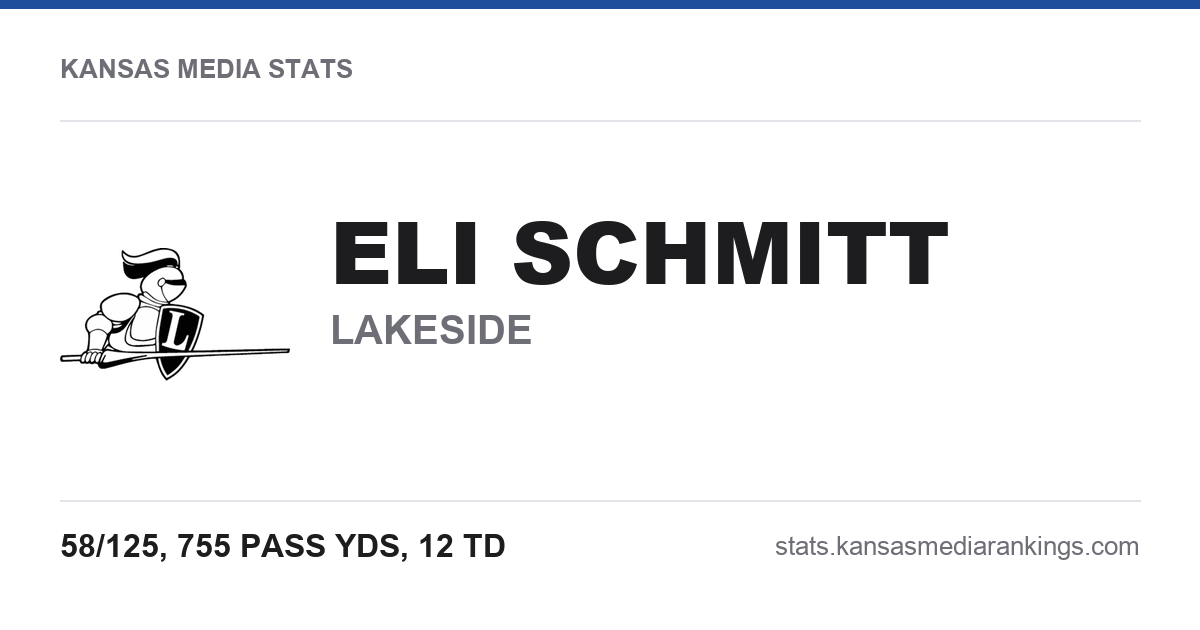 KANSAS MEDIA STATS
ELI SCHMITT
LAKESIDE
L
58/125, 755 PASS YDS, 12 TD
stats.kansasmediarankings.com